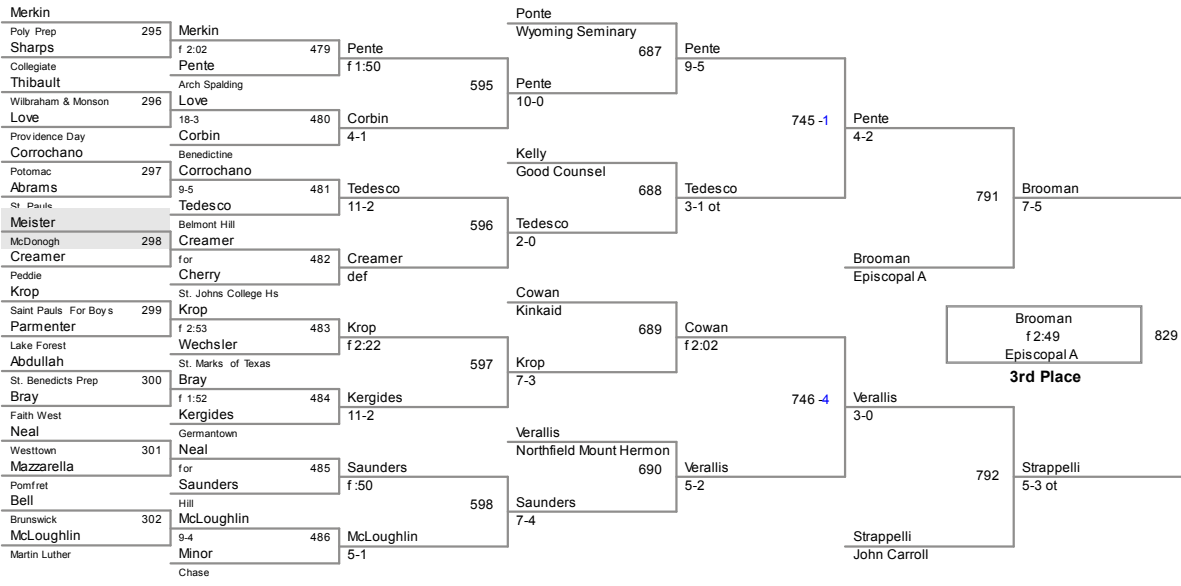 Merkin
Poly Prep 295
Sharps
Collegiate
Thibault
Wilbraham & Monson 296
Love
Providence Day
Corrochano
Potomac 297
Abrams
St. Pauls
Meister
McDonogh 298
Creamer
Peddie
Krop
Saint Pauls For Boys 299
Parmenter
Lake Forest
Abdullah
St. Benedicts Prep 300
Bray
Faith West
Neal
Westtown 301
Mazzarella
Pomfret
Bell
Brunswick 302
McLoughlin
Martin Luther
Merkin
f 2:02 479
Pente
Arch Spalding
Love
18-3 480
Corbin
Benedictine
Corrochano
9-5 481
Tedesco
Belmont Hill
Creamer
for 482
Cherry
St. Johns College Hs
Krop
f 2:53 483
Wechsler
St. Marks of Texas
Bray
f 1:52 484
Kergides
Germantown
Neal
for 485
Saunders
Hill
McLoughlin
9-4 486
Minor
Chase
Pente
f 1:50
595
Corbin
4-1
Tedesco
11-2
596
Creamer
def
Krop
f 2:22
597
Kergides
11-2
Saunders
f :50
598
McLoughlin
5-1
Ponte
Wyoming Seminary
687
Pente
10-0
Kelly
Good Counsel
688
Tedesco
2-0
Cowan
Kinkaid
689
Krop
7-3
Verallis
Northfield Mount Hermon
690
Saunders
7-4
Pente
9-5
745 -1
Tedesco
3-1 ot
Cowan
f 2:02
746 -4
Verallis
5-2
Pente
4-2
791
Brooman
Episcopal A
Verallis
3-0
792
Strappelli
John Carroll
Brooman
7-5
Brooman
f 2:49 829
Episcopal A
3rd Place
Strappelli
5-3 ot